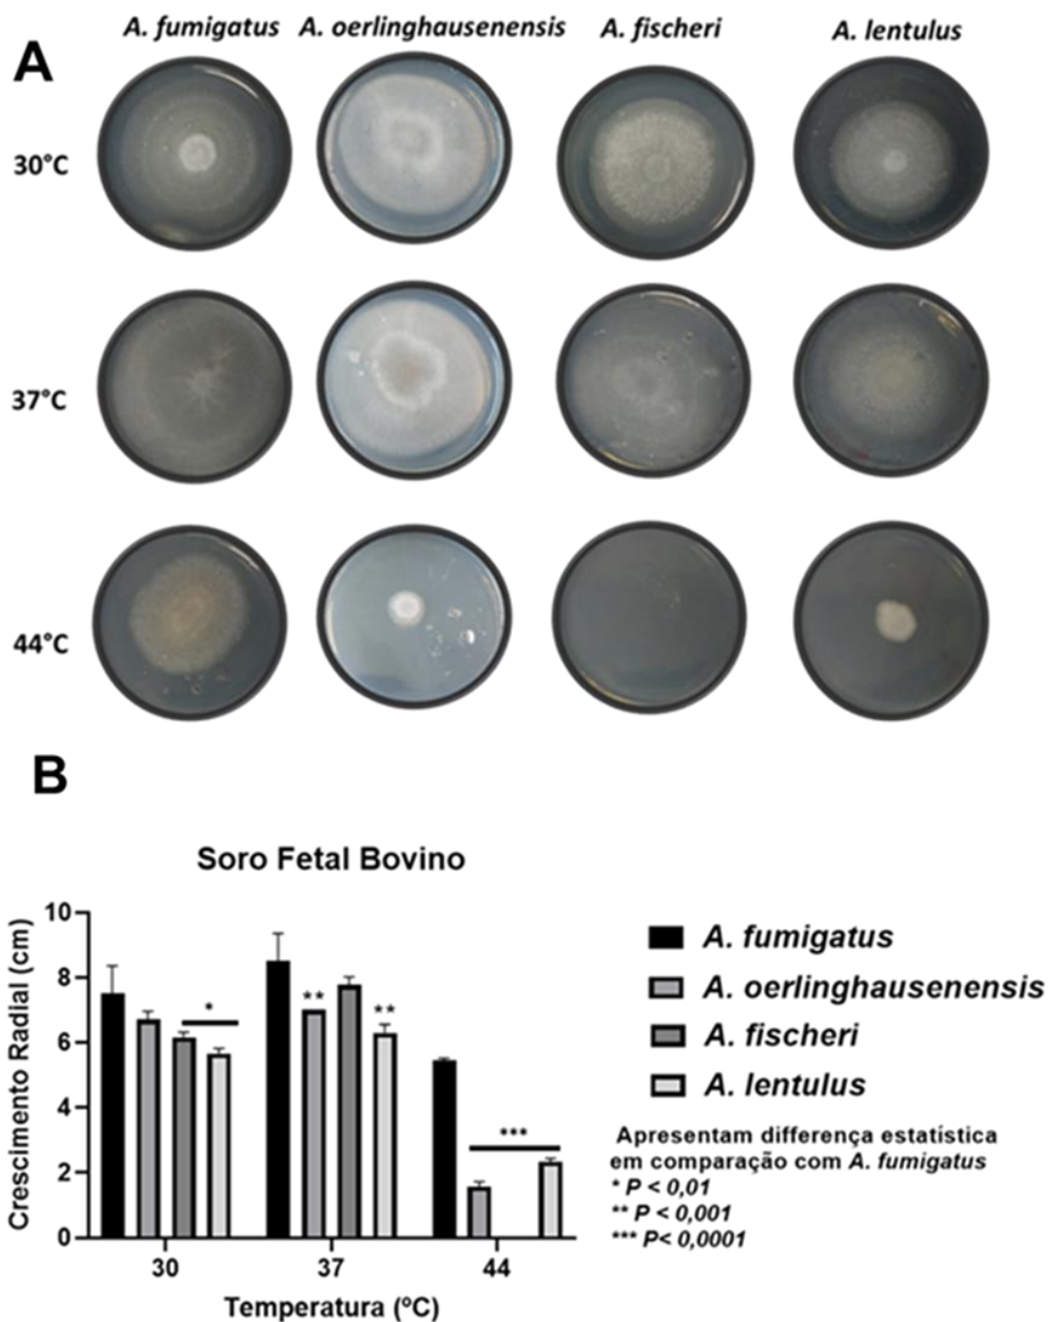 A
A. fumigatus A. oerlinghausenensis A. fischeri A. lentulus
30°C
37°C
44°C
B
Soro Fetal Bovino
Crescimento Radial (cm)
10
8
6
4
2
0
*
** **
***
30 37 44
Temperatura (ºC)
A. fumigatus
A. oerlinghausenensis
A. fischeri
A. lentulus
Apresentam differença estatística
em comparação com A. fumigatus
* P < 0,01
** P < 0,001
*** P< 0,0001